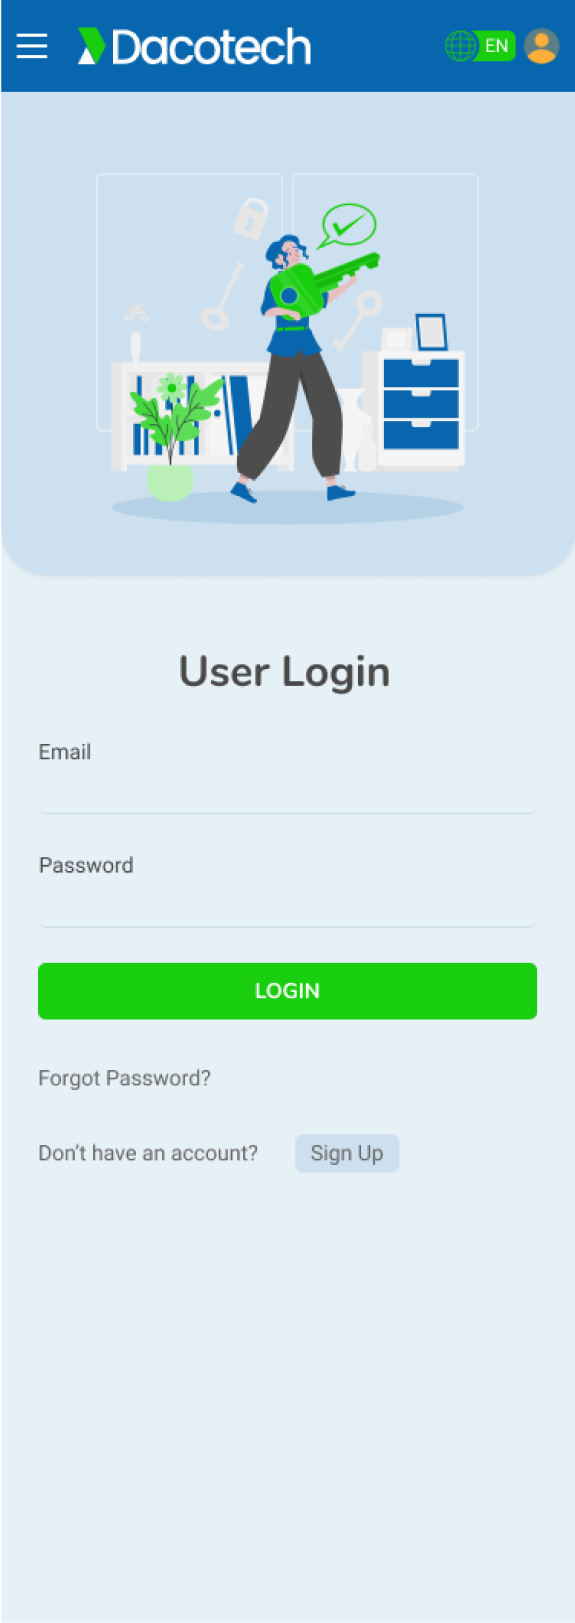 Dacotech
EN
User Login
Email
Password
LOGIN
Forgot Password?
Don't have an account? Sign Up